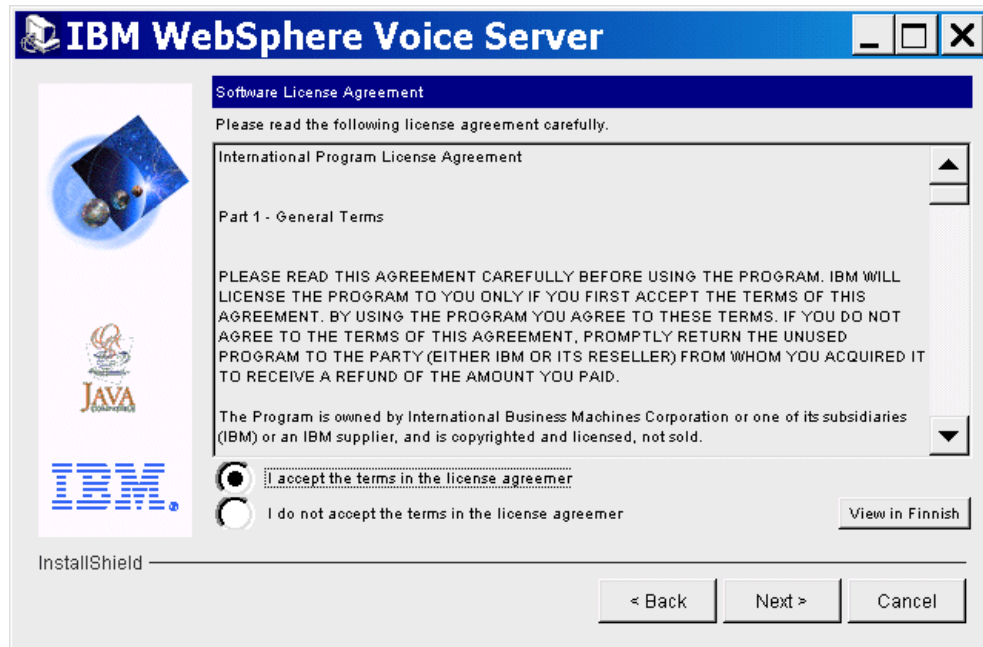 IBM WebSphere Voice Server
Software License Agreement
Please read the following license agreement carefully.
International Program License Agreement
Part 1 - General Terms
PLEASE READ THIS AGREEMENT CAREFULLY BEFORE USING THE PROGRAM. IBM WILL
LICENSE THE PROGRAM TO YOU ONLY IF YOU FIRST ACCEPT THE TERMS OF THIS
AGREEMENT. BY USING THE PROGRAM YOU AGREE TO THESE TERMS. IF YOU DO NOT
AGREE TO THE TERMS OF THIS AGREEMENT, PROMPTLY RETURN THE UNUSED
PROGRAM TO THE PARTY (EITHER IBM OR ITS RESELLER) FROM WHOM YOU ACQUIRED IT
TO RECEIVE A REFUND OF THE AMOUNT YOU PAID.
The Program is owned by International Business Machines Corporation or one of its subsidiaries
(IBM) or an IBM supplier, and is copyrighted and licensed, not sold.
JAVA
COMPATIBLE
IBM.
I accept the terms in the license agreemer
I do not accept the terms in the license agreemer
View in Finnish
InstallShield
< Back
Next >
Cancel